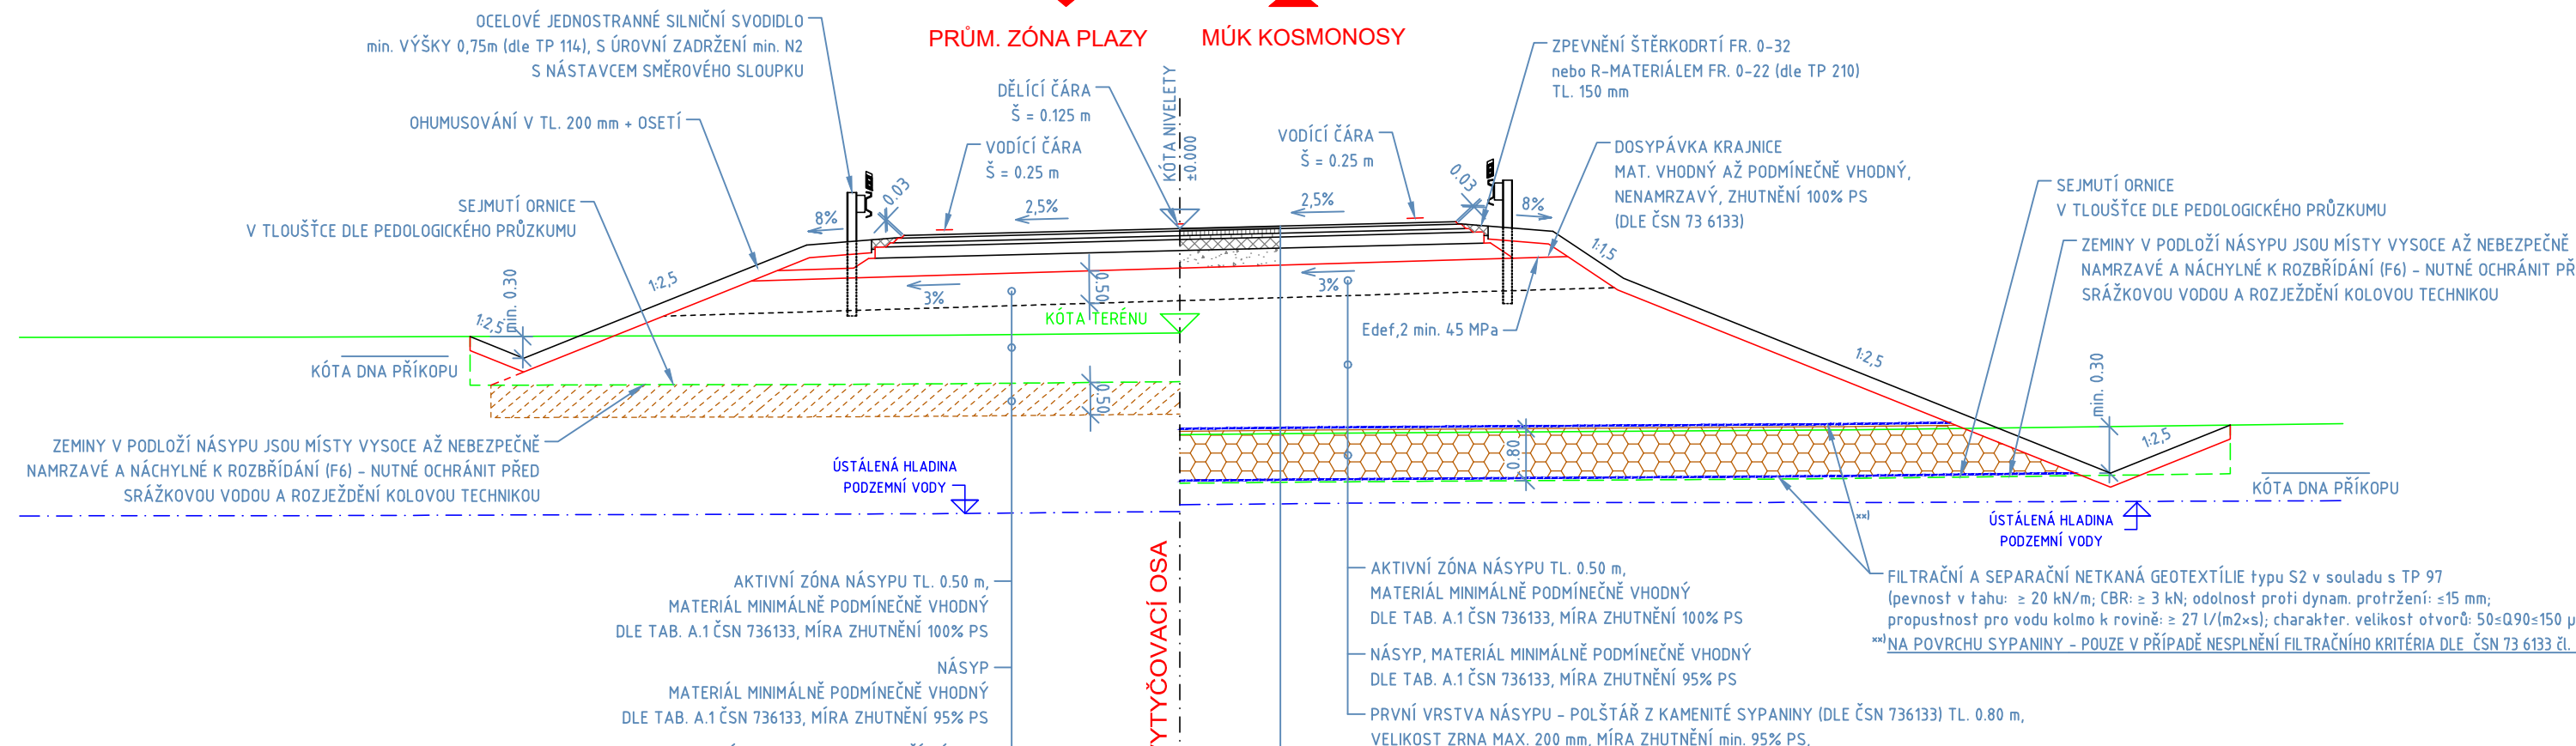 OCELOVÉ JEDNOSTRANNÉ SILNIČNÍ SVODIDLO
min. VÝŠKY 0,75m (dle TP 114), S ÚROVNÍ ZADRŽENÍ min. N2
S NÁSTAVCEM SMĚROVÉHO SLOUPKU
PRŮM. ZÓNA PLAZY
MÚK KOSMONOSY
ZPEVNĚNÍ ŠTĚRKODRTÍ FR. 0-32
nebo R-MATERIÁLEM FR. 0-22 (dle TP 210)
TL. 150 mm
DĚLÍCÍ ČÁRA
Š = 0.125 m
KÓTA NIVELETY
±0.000
OHUMUSOVÁNÍ V TL. 200 mm + OSETÍ
VODÍCÍ ČÁRA
Š = 0.25 m
VODÍCÍ ČÁRA
Š = 0.25 m
DOSYPÁVKA KRAJNICE
MAT. VHODNÝ AŽ PODMÍNEČNĚ VHODNÝ,
NENAMRZAVÝ, ZHUTNĚNÍ 100% PS
(DLE ČSN 73 6133)
SEJMUTÍ ORNICE
V TLOUŠŤCE DLE PEDOLOGICKÉHO PRŮZKUMU
SEJMUTÍ ORNICE
V TLOUŠŤCE DLE PEDOLOGICKÉHO PRŮZKUMU
ZEMINY V PODLOŽÍ NÁSYPU JSOU MÍSTY VYSOCE AŽ NEBEZPEČNĚ
NAMRZAVÉ A NÁCHYLNÉ K ROZBŘÍDÁNÍ (F6) - NUTNÉ OCHRÁNIT PŘ
SRÁŽKOVOU VODOU A ROZJEŽDĚNÍ KOLOVOU TECHNIKOU
8%
0.03
2,5%
2,5%
0.03
8%
1:1,5
1:2,5
min. 0.30
1:2,5
3%
0.50
3%
KÓTA TERÉNU
Edef,2 min. 45 MPa
1:2,5
min. 0.30
1:2,5
KÓTA DNA PŘÍKOPU
0.50
0.80
ZEMINY V PODLOŽÍ NÁSYPU JSOU MÍSTY VYSOCE AŽ NEBEZPEČNĚ
NAMRZAVÉ A NÁCHYLNÉ K ROZBŘÍDÁNÍ (F6) - NUTNÉ OCHRÁNIT PŘED
SRÁŽKOVOU VODOU A ROZJEŽDĚNÍ KOLOVOU TECHNIKOU
ÚSTÁLENÁ HLADINA
PODZEMNÍ VODY
KÓTA DNA PŘÍKOPU
ÚSTÁLENÁ HLADINA
PODZEMNÍ VODY
xx)
VYTYČOVACÍ OSA
AKTIVNÍ ZÓNA NÁSYPU TL. 0.50 m,
MATERIÁL MINIMÁLNĚ PODMÍNEČNĚ VHODNÝ
DLE TAB. A.1 ČSN 736133, MÍRA ZHUTNĚNÍ 100% PS
NÁSYP
MATERIÁL MINIMÁLNĚ PODMÍNEČNĚ VHODNÝ
DLE TAB. A.1 ČSN 736133, MÍRA ZHUTNĚNÍ 95% PS
AKTIVNÍ ZÓNA NÁSYPU TL. 0.50 m,
MATERIÁL MINIMÁLNĚ PODMÍNEČNĚ VHODNÝ
DLE TAB. A.1 ČSN 736133, MÍRA ZHUTNĚNÍ 100% PS
NÁSYP, MATERIÁL MINIMÁLNĚ PODMÍNEČNĚ VHODNÝ
DLE TAB. A.1 ČSN 736133, MÍRA ZHUTNĚNÍ 95% PS
PRVNÍ VRSTVA NÁSYPU - POLŠTÁŘ Z KAMENITÉ SYPANINY (DLE ČSN 736133) TL. 0.80 m,
VELIKOST ZRNA MAX. 200 mm, MÍRA ZHUTNĚNÍ min. 95% PS,
FILTRAČNÍ A SEPARAČNÍ NETKANÁ GEOTEXTÍLIE typu S2 v souladu s TP 97
(pevnost v tahu: ≥ 20 kN/m; CBR: ≥ 3 kN; odolnost proti dynam. protržení: ≤15 mm;
propustnost pro vodu kolmo k rovině: ≥ 27 l/(m2×s); charakter. velikost otvorů: 50≤Q90≤150 µ
xx) NA POVRCHU SYPANINY - POUZE V PŘÍPADĚ NESPLNĚNÍ FILTRAČNÍHO KRITÉRIA DLE ČSN 73 6133 čl.